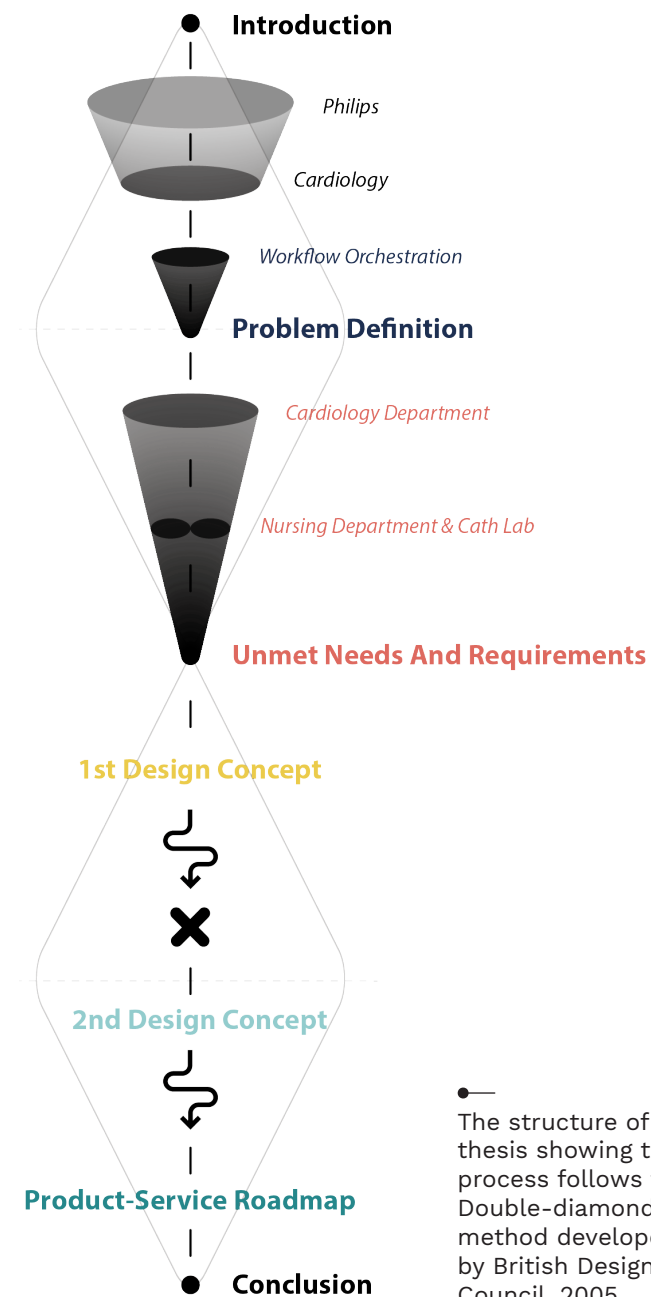 Introduction
Philips
Cardiology
Workflow Orchestration
Problem Definition
Cardiology Department
Nursing Department & Cath Lab
Unmet Needs And Requirements
1st Design Concept
2nd Design Concept
Product-Service Roadmap
Conclusion
The structure of
thesis showing
process follows
Double-diamond
method
by British Design
Council, 2005